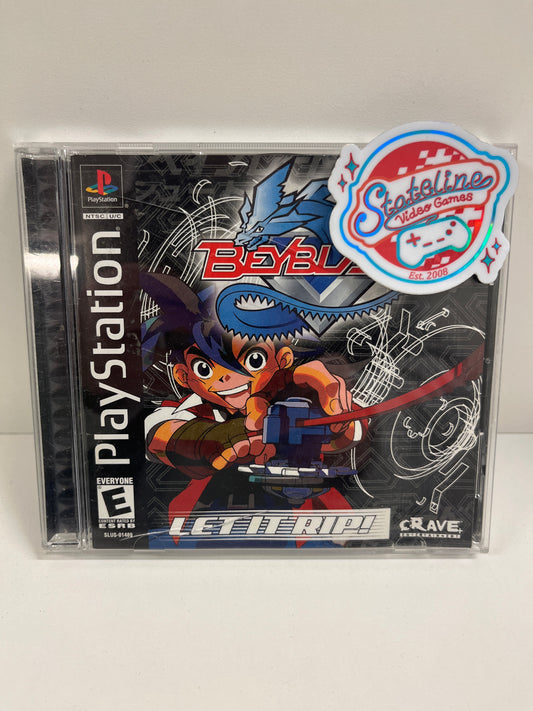 PlayStation
NTSC U/C
PlayStation
Stateline
Video Games
Est. 2008
LET IT RIP!
EVERYONE
E
CONTENT RATED BY
ESRB
SLUS-01489
CRAVE
ENTERTAINMENT